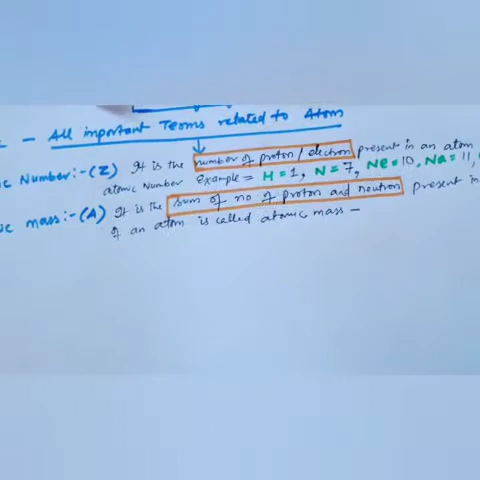 – All important Terms related to Atom
ic Number:-(Z) It is the number of proton/electron present in an atom
atomic Number Example = H = 1, N = 7, Ne = 10, Na = 11,
ic mass:-(A) It is the sum of no of proton and neutron present in
of an atom is called atomic mass –